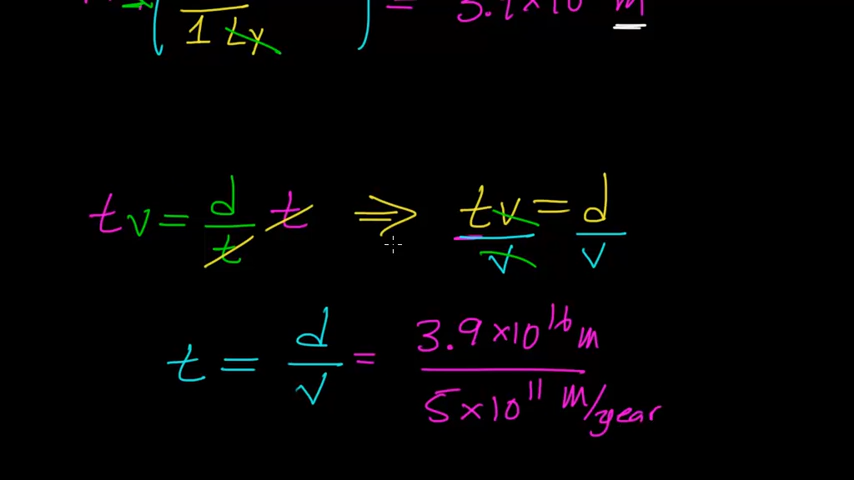 1 Ly
m
tv = d/t t ⇒ tv/v = d/v
t = d/v = 3.9 × 10^16 m / 5 × 10^11 m/year